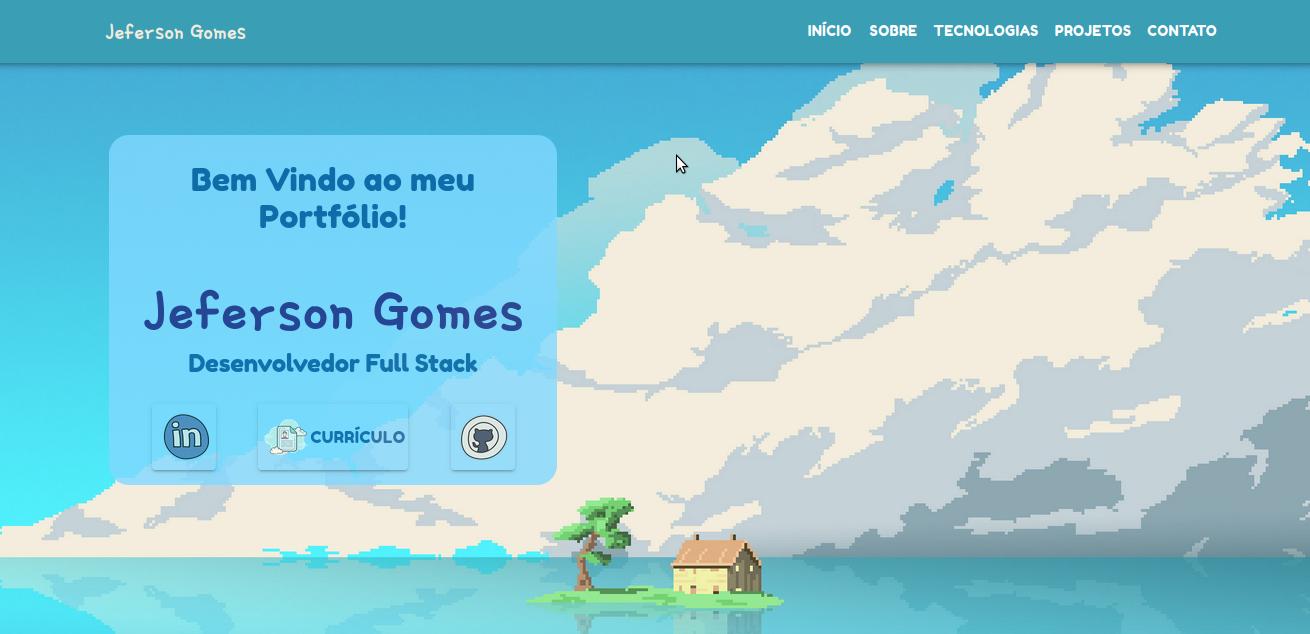 Jeferson Gomes
INÍCIO SOBRE TECNOLOGIAS PROJETOS CONTATO
Bem Vindo ao meu
Portfólio!
Jeferson Gomes
Desenvolvedor Full Stack
in CURRÍCULO